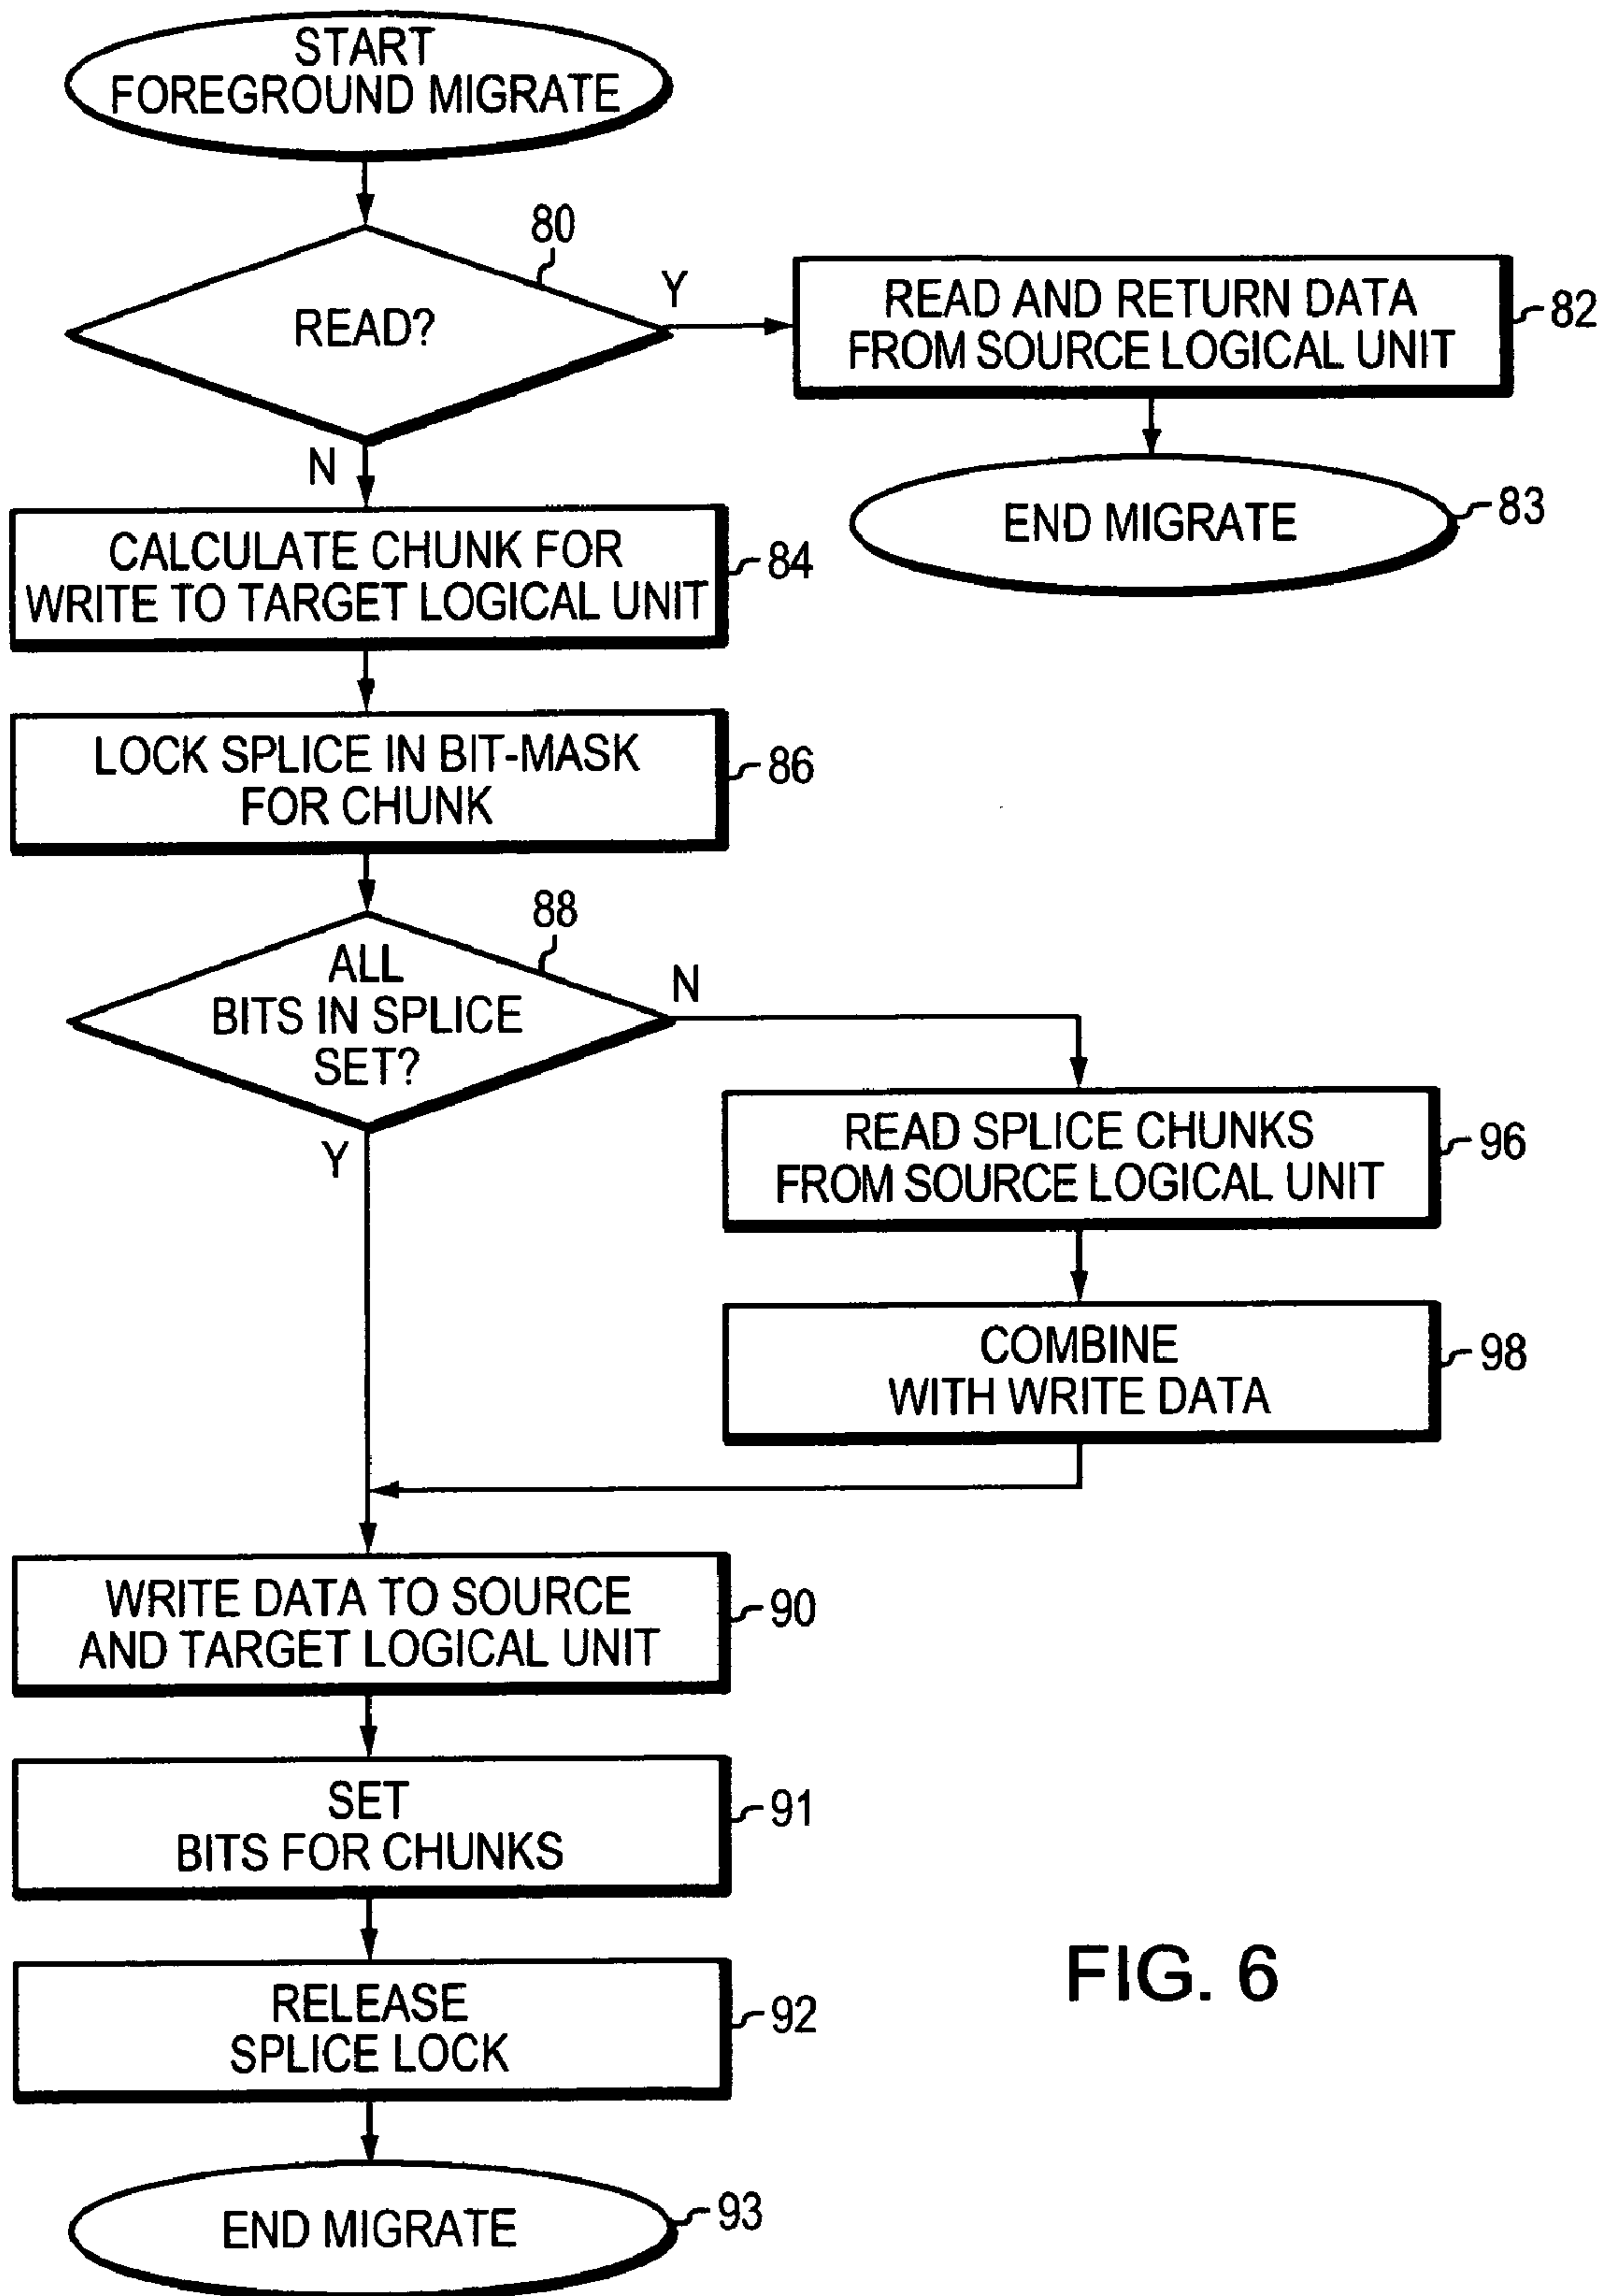 START
FOREGROUND MIGRATE
80
READ?
Y
N
READ AND RETURN DATA
FROM SOURCE LOGICAL UNIT
82
END MIGRATE
83
CALCULATE CHUNK FOR
WRITE TO TARGET LOGICAL UNIT
84
LOCK SPLICE IN BIT-MASK
FOR CHUNK
86
88
ALL
BITS IN SPLICE
SET?
N
Y
READ SPLICE CHUNKS
FROM SOURCE LOGICAL UNIT
96
COMBINE
WITH WRITE DATA
98
WRITE DATA TO SOURCE
AND TARGET LOGICAL UNIT
90
SET
BITS FOR CHUNKS
91
RELEASE
SPLICE LOCK
92
END MIGRATE
93
FIG. 6